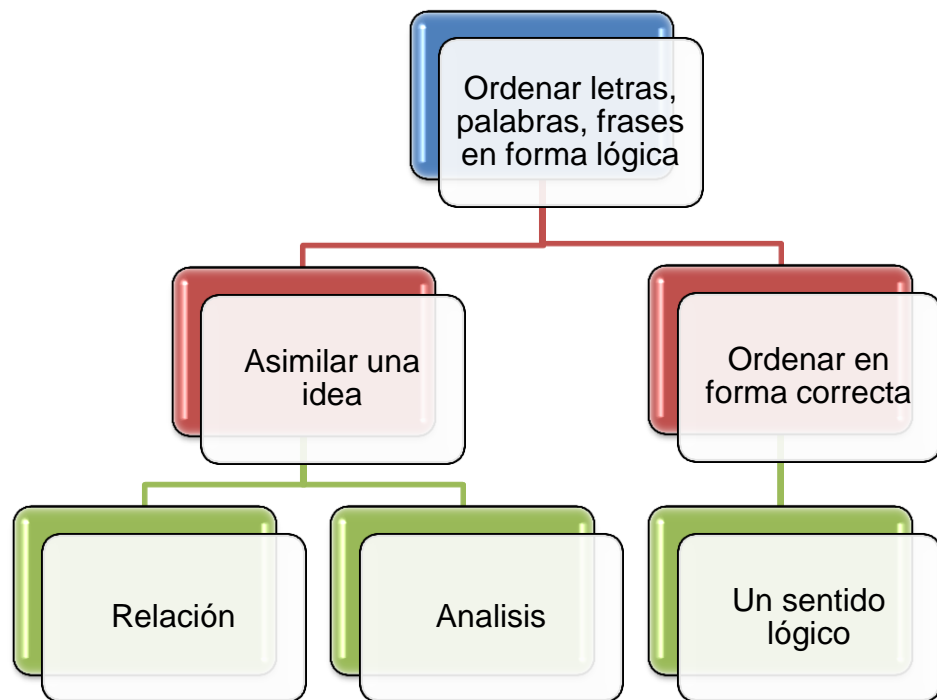 Ordenar letras,
palabras, frases
en forma lógica
Asimilar una
idea
Ordenar en
forma correcta
Relación
Analisis
Un sentido
lógico